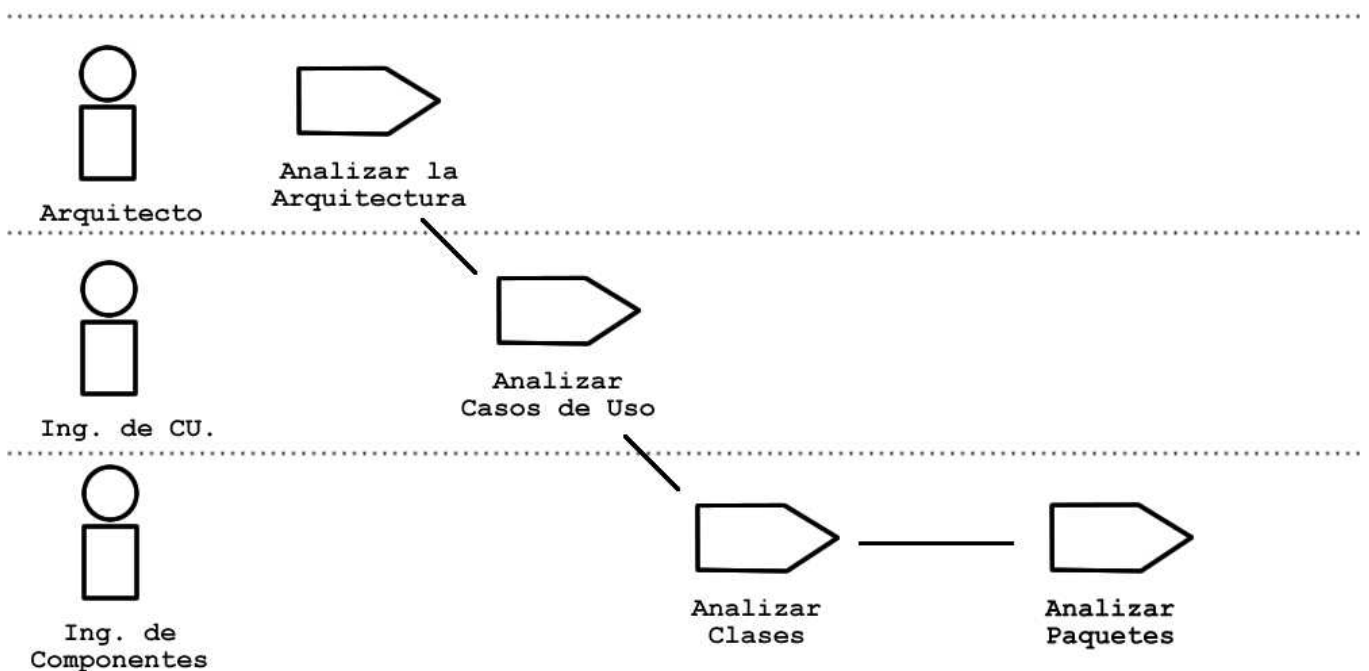 Analizar la
Arquitectura
Arquitecto
Analizar
Casos de Uso
Ing. de CU.
Analizar
Clases
Analizar
Paquetes
Ing. de
Componentes